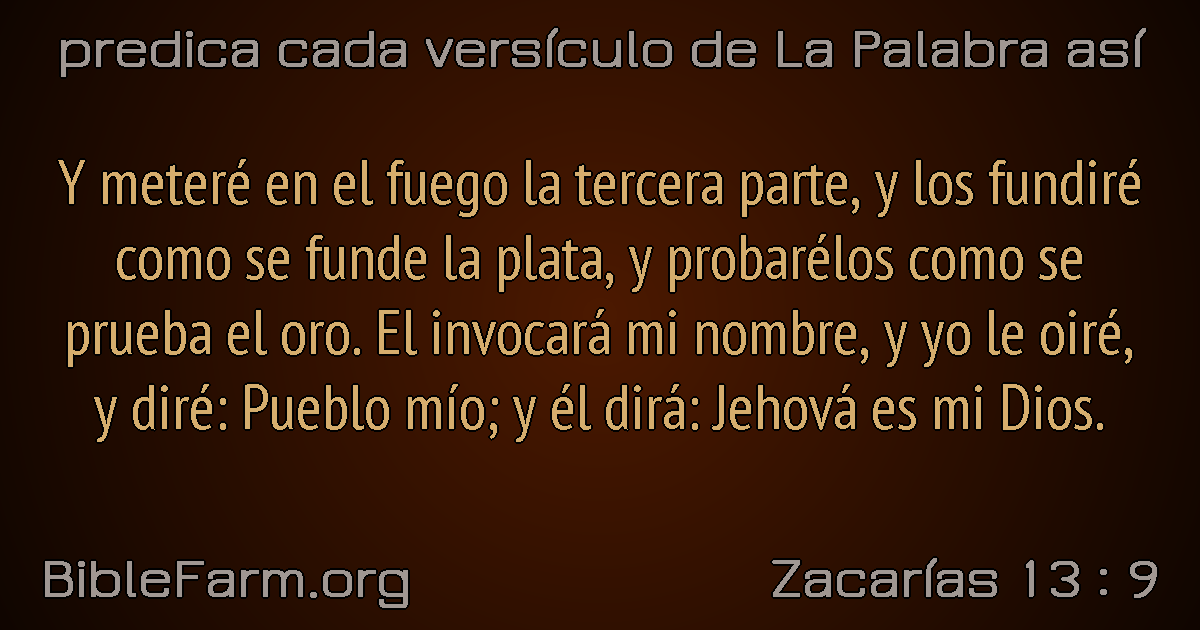 predica cada versículo de La Palabra así
Y meteré en el fuego la tercera parte, y los fundiré
como se funde la plata, y probarélos como se
prueba el oro. El invocará mi nombre, y yo le oiré,
y diré: Pueblo mío; y él dirá: Jehová es mi Dios.
BibleFarm.org
Zacarías 13 : 9